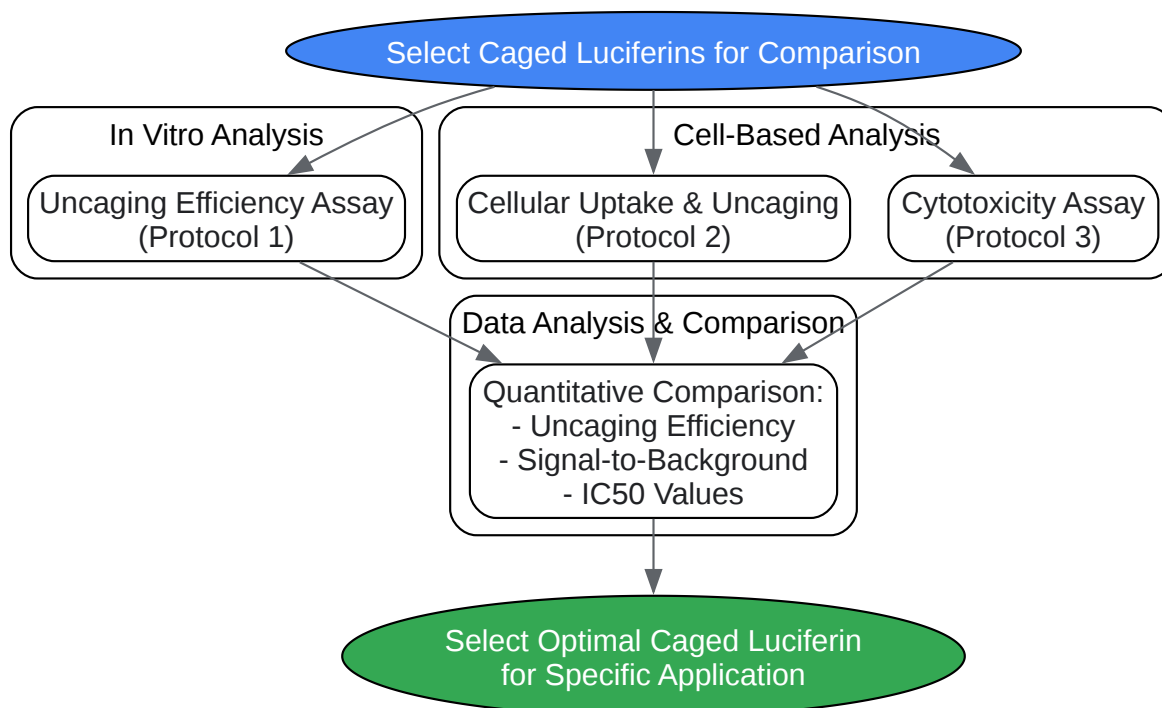 Select Caged Luciferins for Comparison
In Vitro Analysis
Cell-Based Analysis
Uncaging Efficiency Assay
(Protocol 1)
Cellular Uptake & Uncaging
(Protocol 2)
Cytotoxicity Assay
(Protocol 3)
Data Analysis & Comparison
Quantitative Comparison:
- Uncaging Efficiency
- Signal-to-Background
- IC50 Values
Select Optimal Caged Luciferin
for Specific Application